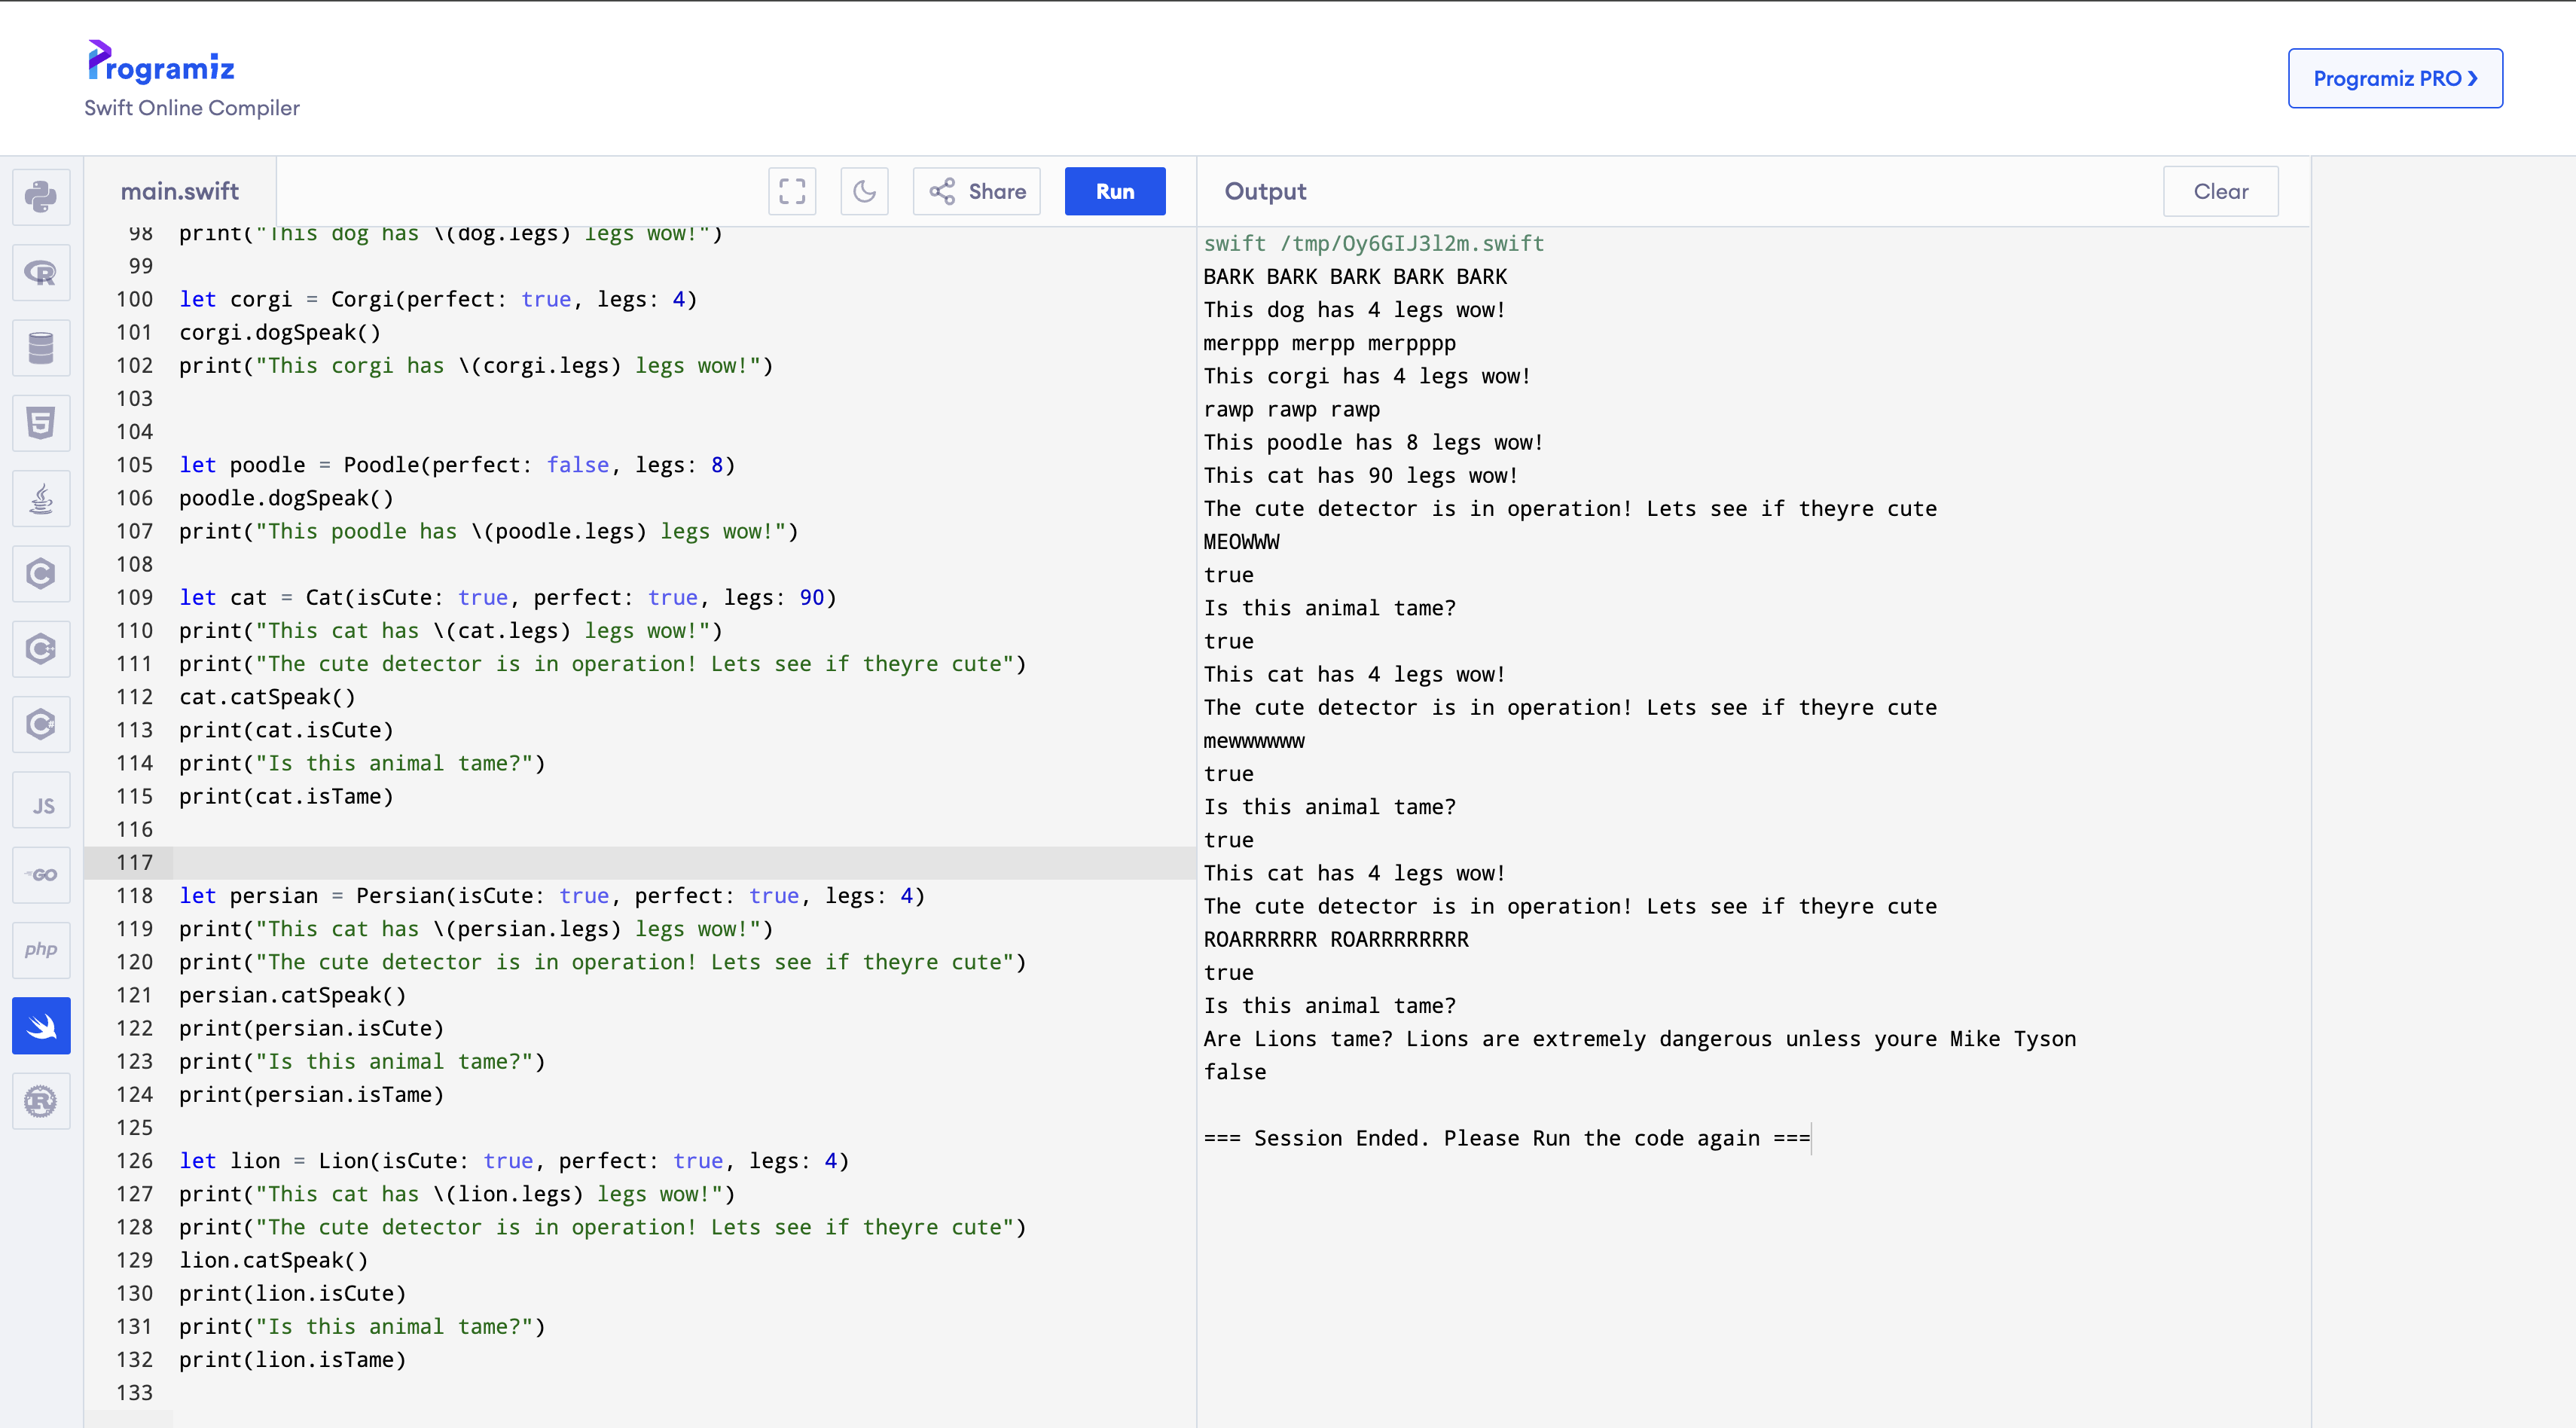 Programiz
Swift Online Compiler
Programiz PRO ❯
main.swift
Share
Run
Output
Clear
98 print("This dog has \(dog.legs) legs wow!")
99
100 let corgi = Corgi(perfect: true, legs: 4)
101 corgi.dogSpeak()
102 print("This corgi has \(corgi.legs) legs wow!")
103
104
105 let poodle = Poodle(perfect: false, legs: 8)
106 poodle.dogSpeak()
107 print("This poodle has \(poodle.legs) legs wow!")
108
109 let cat = Cat(isCute: true, perfect: true, legs: 90)
110 print("This cat has \(cat.legs) legs wow!")
111 print("The cute detector is in operation! Lets see if theyre cute")
112 cat.catSpeak()
113 print(cat.isCute)
114 print("Is this animal tame?")
115 print(cat.isTame)
116
117
118 let persian = Persian(isCute: true, perfect: true, legs: 4)
119 print("This cat has \(persian.legs) legs wow!")
120 print("The cute detector is in operation! Lets see if theyre cute")
121 persian.catSpeak()
122 print(persian.isCute)
123 print("Is this animal tame?")
124 print(persian.isTame)
125
126 let lion = Lion(isCute: true, perfect: true, legs: 4)
127 print("This cat has \(lion.legs) legs wow!")
128 print("The cute detector is in operation! Lets see if theyre cute")
129 lion.catSpeak()
130 print(lion.isCute)
131 print("Is this animal tame?")
132 print(lion.isTame)
133
swift /tmp/Oy6GIJ3l2m.swift
BARK BARK BARK BARK BARK
This dog has 4 legs wow!
merppp merpp merpppp
This corgi has 4 legs wow!
rawp rawp rawp
This poodle has 8 legs wow!
This cat has 90 legs wow!
The cute detector is in operation! Lets see if theyre cute
MEOWWW
true
Is this animal tame?
true
This cat has 4 legs wow!
The cute detector is in operation! Lets see if theyre cute
mewwwwwww
true
Is this animal tame?
true
This cat has 4 legs wow!
The cute detector is in operation! Lets see if theyre cute
ROARRRRRR ROARRRRRRRR
true
Is this animal tame?
Are Lions tame? Lions are extremely dangerous unless youre Mike Tyson
false
=== Session Ended. Please Run the code again ===
R
5
C
C
C#
JS
GO
php
R